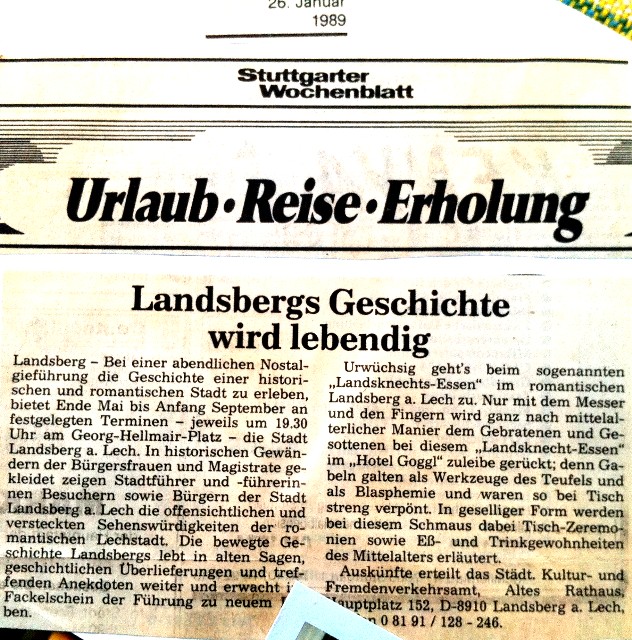 26. Januar
1989
Stuttgarter
Wochenblatt
Urlaub · Reise · Erholung
Landsbergs Geschichte
wird lebendig
Landsberg – Bei einer abendlichen Nostal-
gieführung die Geschichte einer histori-
schen und romantischen Stadt zu erleben,
bietet Ende Mai bis Anfang September an
festgelegten Terminen – jeweils um 19.30
Uhr am Georg-Hellmair-Platz – die Stadt
Landsberg a. Lech. In historischen Gewän-
dern der Bürgersfrauen und Magistrate ge-
kleidet zeigen Stadtführer und -führerin-
nen Besuchern sowie Bürgern der Stadt
Landsberg a. Lech die offensichtlichen und
versteckten Sehenswürdigkeiten der ro-
mantischen Lechstadt. Die bewegte Ge-
schichte Landsbergs lebt in alten Sagen,
geschichtlichen Überlieferungen und tref-
fenden Anekdoten weiter und erwacht
Fackelschein der Führung zu neuem
ben.
Urwüchsig geht's beim sogenannten
„Landsknechts-Essen" im romantischen
Landsberg a. Lech zu. Nur mit dem Messer
und den Fingern wird ganz nach mittelal-
terlicher Manier dem Gebratenen und Ge-
sottenen bei diesem „Landsknecht-Essen"
im „Hotel Goggl" zuleibe gerückt; denn Ga-
beln galten als Werkzeuge des Teufels und
als Blasphemie und waren so bei Tisch
streng verpönt. In geselliger Form werden
bei diesem Schmaus dabei Tisch-Zeremo-
nien sowie Eß- und Trinkgewohnheiten
des Mittelalters erläutert.
Auskünfte erteilt das Städt. Kultur- und
Fremdenverkehrsamt, Altes Rathaus,
Hauptplatz 152, D-8910 Landsberg a. Lech,
0 81 91 / 128 - 246.